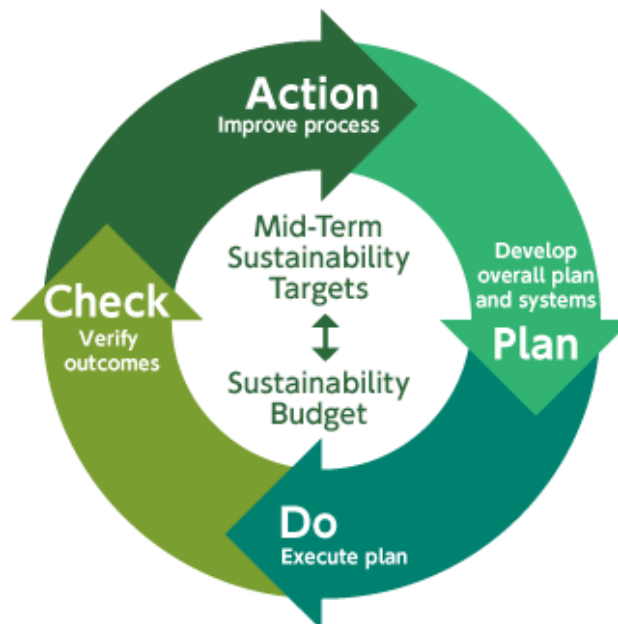 Action
Improve process
Develop
overall plan
and systems
Plan
Do
Execute plan
Check
Verify
outcomes
Mid-Term
Sustainability
Targets
Sustainability
Budget